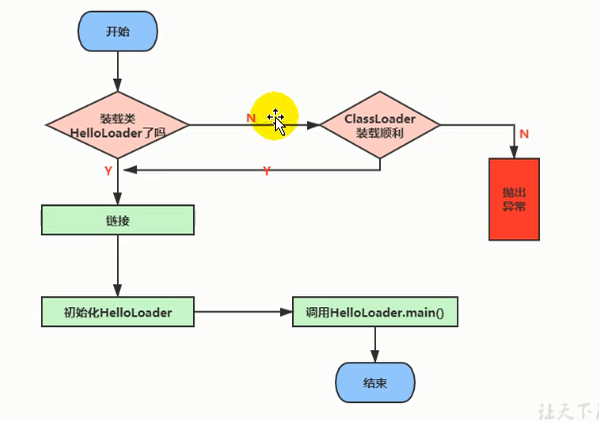 开始
装载类
HelloLoader了吗
N
ClassLoader
装载顺利
N
Y
Y
抛出
异常
链接
初始化HelloLoader
调用HelloLoader.main()
结束
让天下